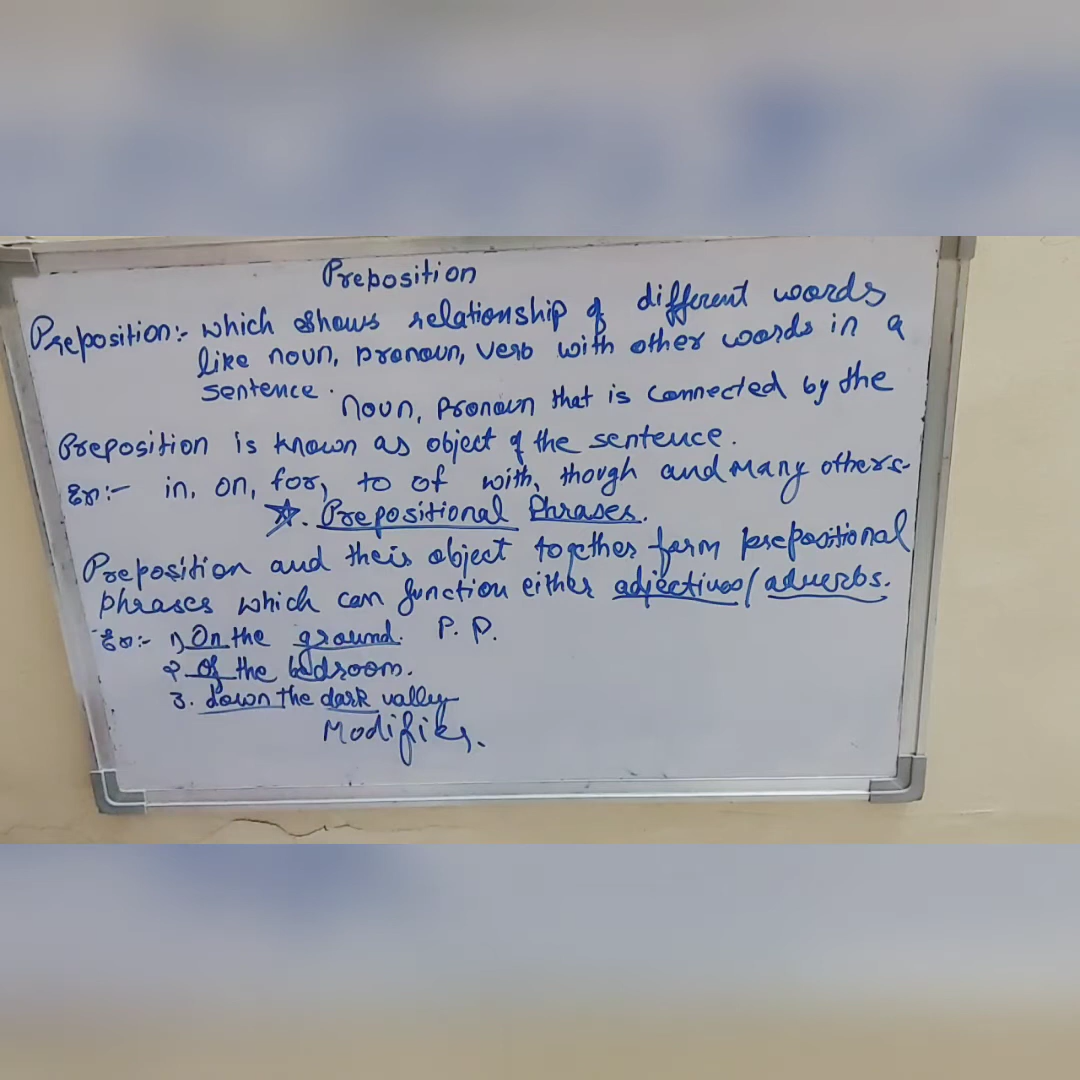 Preposition
Preposition:- which shows relationship of different words
like noun, pronoun, verb with other words in a
sentence.
Noun, pronoun that is connected by the
Preposition is known as object of the sentence.
Ex:- in, on, for, to of with, though and many others.
☆. Prepositional Phrases.
Preposition and their object together form prepositional
phrases which can function either adjectives/adverbs.
Ex:- 1) On the ground. P. P.
2 of the bedroom.
3. down the dark valley
Modifies.